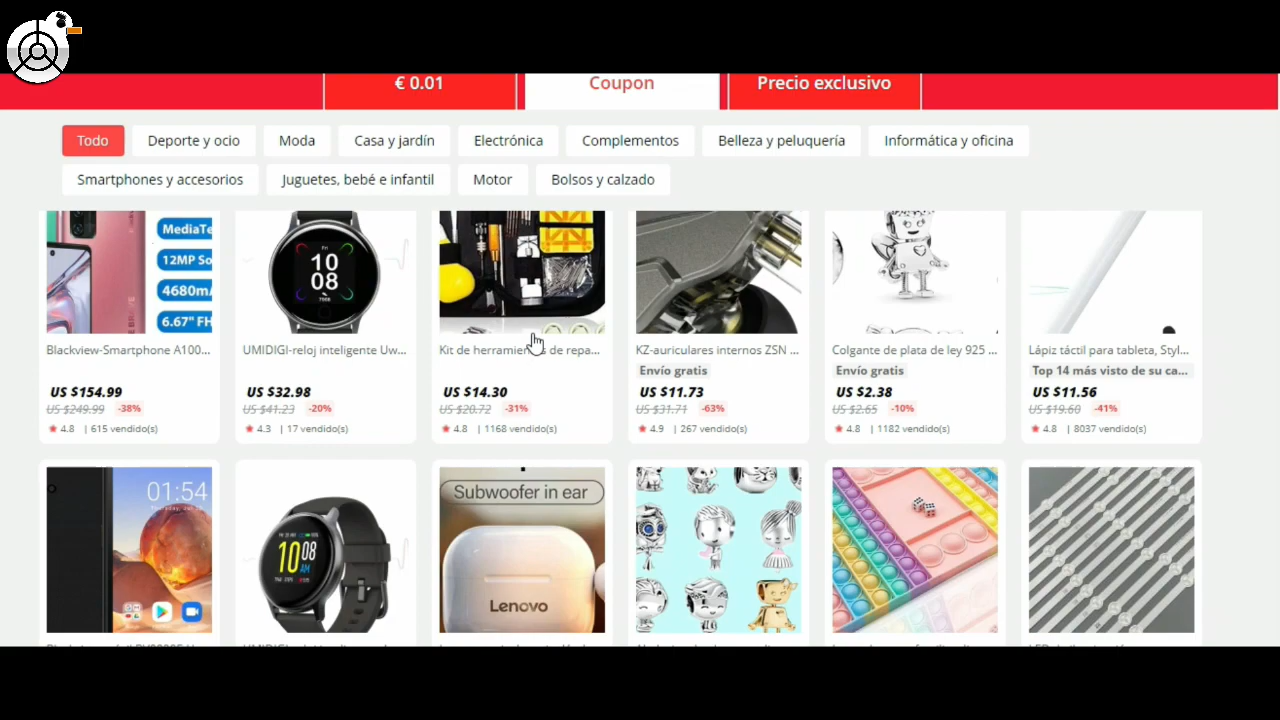 € 0.01
Coupon
Precio exclusivo
Todo
Deporte y ocio
Moda
Casa y jardín
Electrónica
Complementos
Belleza y peluquería
Informática y oficina
Smartphones y accesorios
Juguetes, bebé e infantil
Motor
Bolsos y calzado
MediaTe
12MP So
4680m
6.67" FH
Blackview-Smartphone A100...
US $154.99
US $249.99 -38%
4.8 | 615 vendido(s)
Fri
10
08
UMIDIGI-reloj inteligente Uw...
US $32.98
US $41.23 -20%
4.3 | 17 vendido(s)
Kit de herramientas de repa...
US $14.30
US $20.72 -31%
4.8 | 1168 vendido(s)
KZ-auriculares internos ZSN ...
Envío gratis
US $11.73
US $31.71 -63%
4.9 | 267 vendido(s)
Colgante de plata de ley 925 ...
Envío gratis
US $2.38
US $2.65 -10%
4.8 | 1182 vendido(s)
Lápiz táctil para tableta, Styl...
Top 14 más visto de su ca...
US $11.56
US $19.60 -41%
4.8 | 8037 vendido(s)
01:54
10:08
AM
Subwoofer in ear
Lenovo